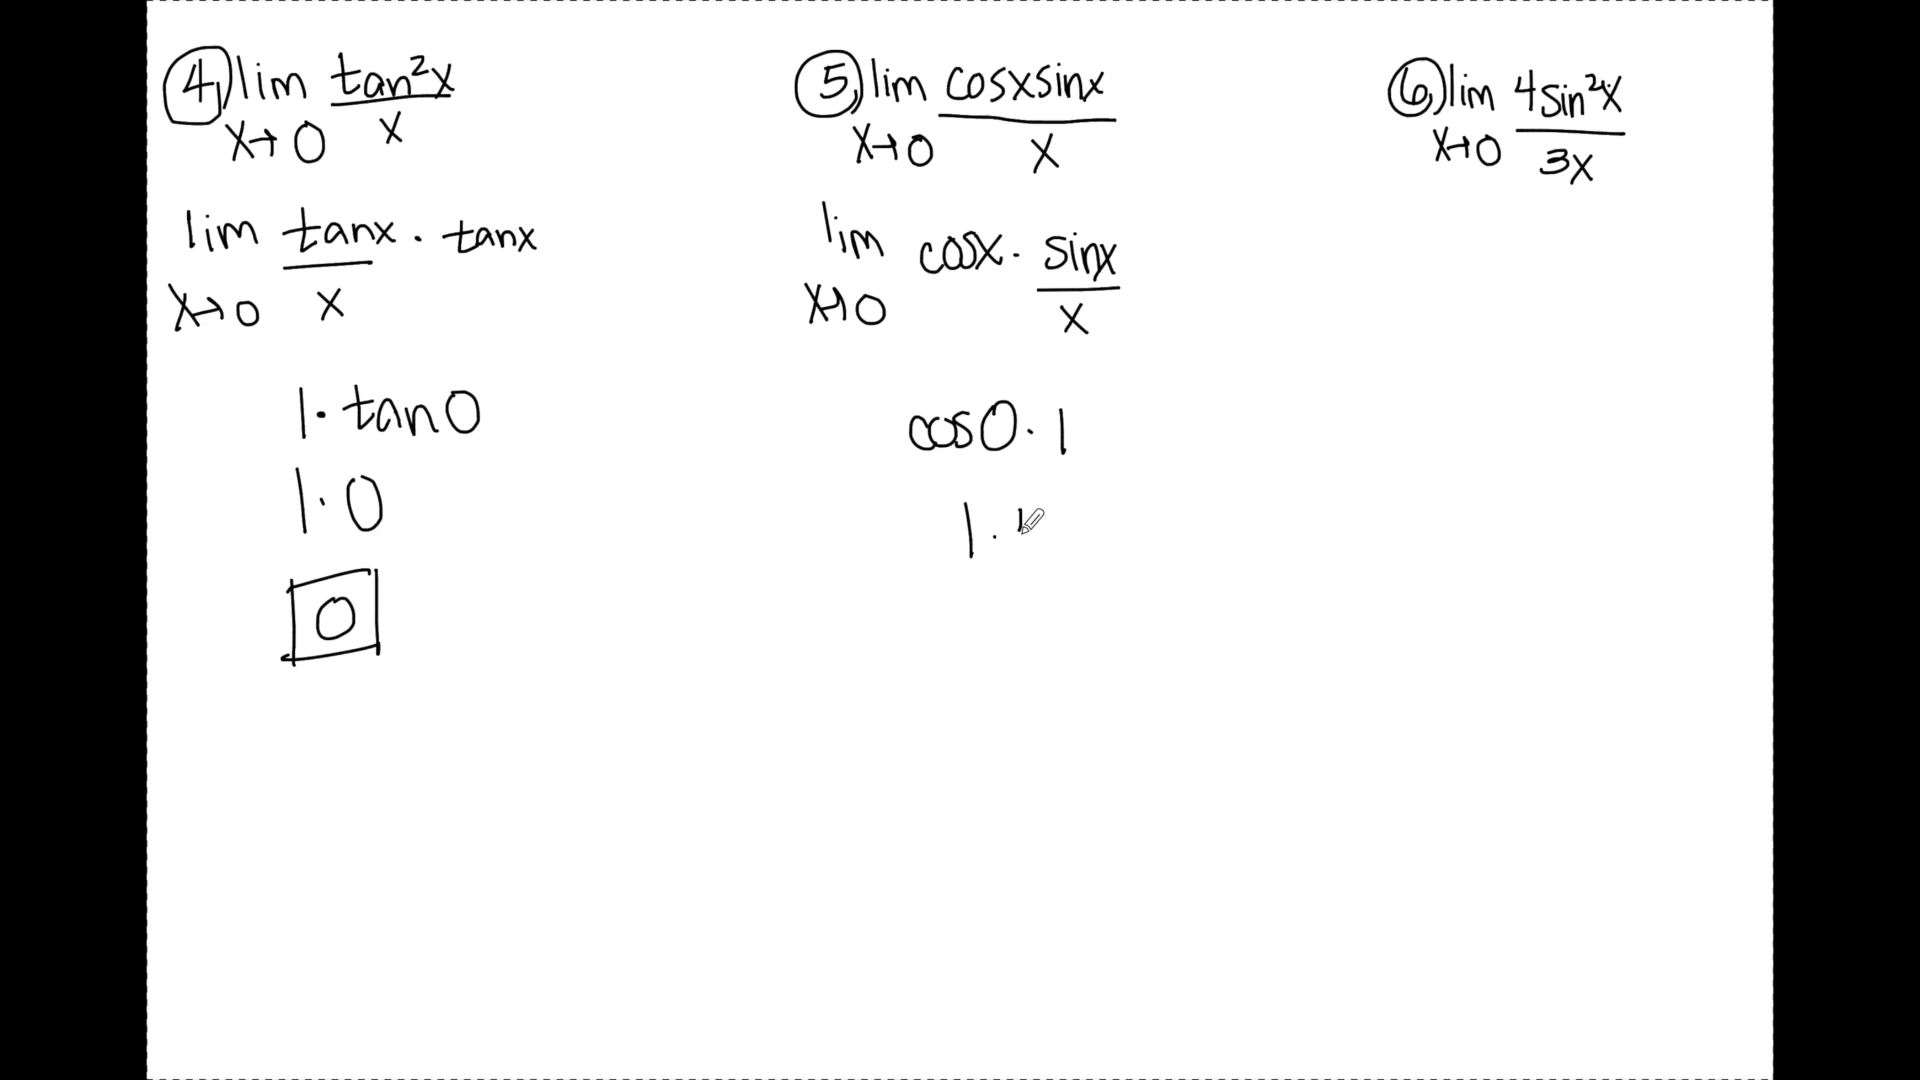 4) lim tan²x
x→0 x
lim tanx · tanx
x→0 x
1 · tan0
1 · 0
0
5) lim cosxsinx
x→0 x
lim cosx · sinx
x→0 x
cos0 · 1
1 ·
6) lim 4sin²x
x→0 3x